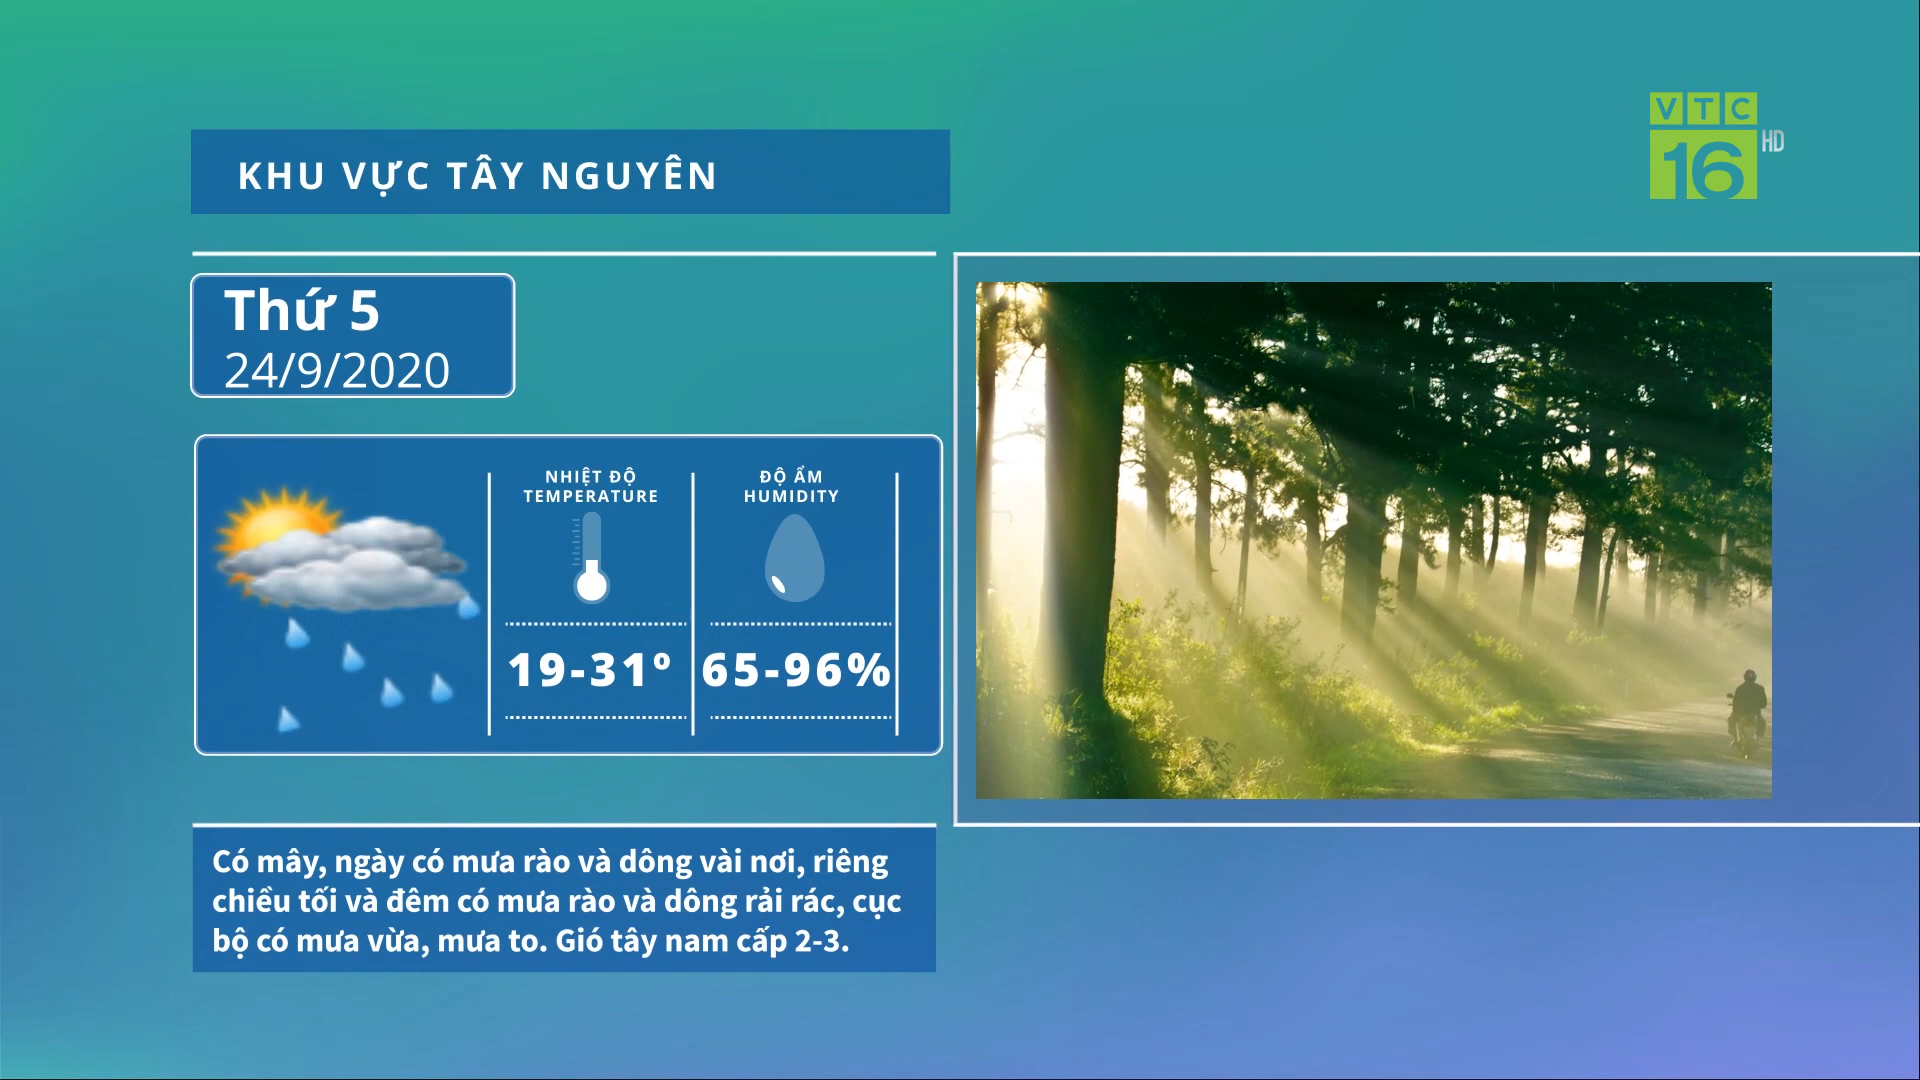 KHU VỰC TÂY NGUYÊN
VTC
16
HD
Thứ 5
24/9/2020
NHIỆT ĐỘ
TEMPERATURE
ĐỘ ẨM
HUMIDITY
19-31°
65-96%
Có mây, ngày có mưa rào và dông vài nơi, riêng
chiều tối và đêm có mưa rào và dông rải rác, cục
bộ có mưa vừa, mưa to. Gió tây nam cấp 2-3.